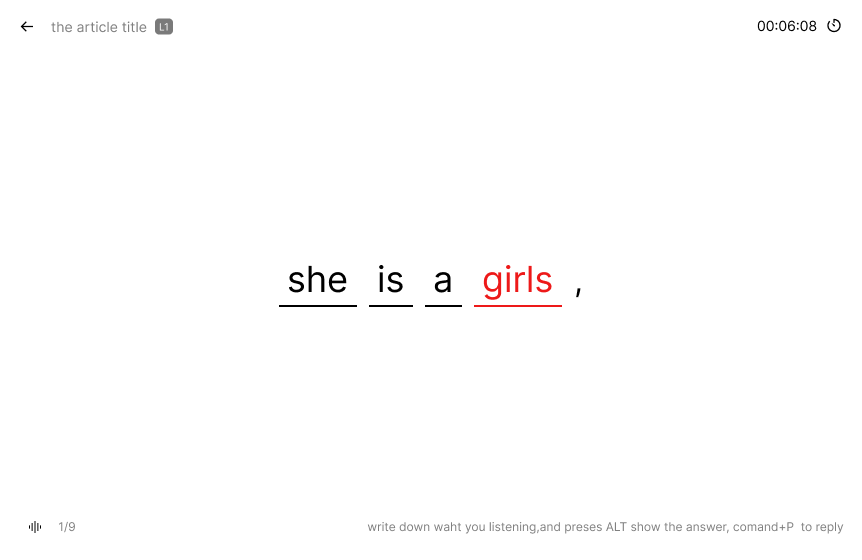 the article title L1
00:06:08
she is a girls ,
1/9
write down waht you listening,and preses ALT show the answer, comand+P to reply